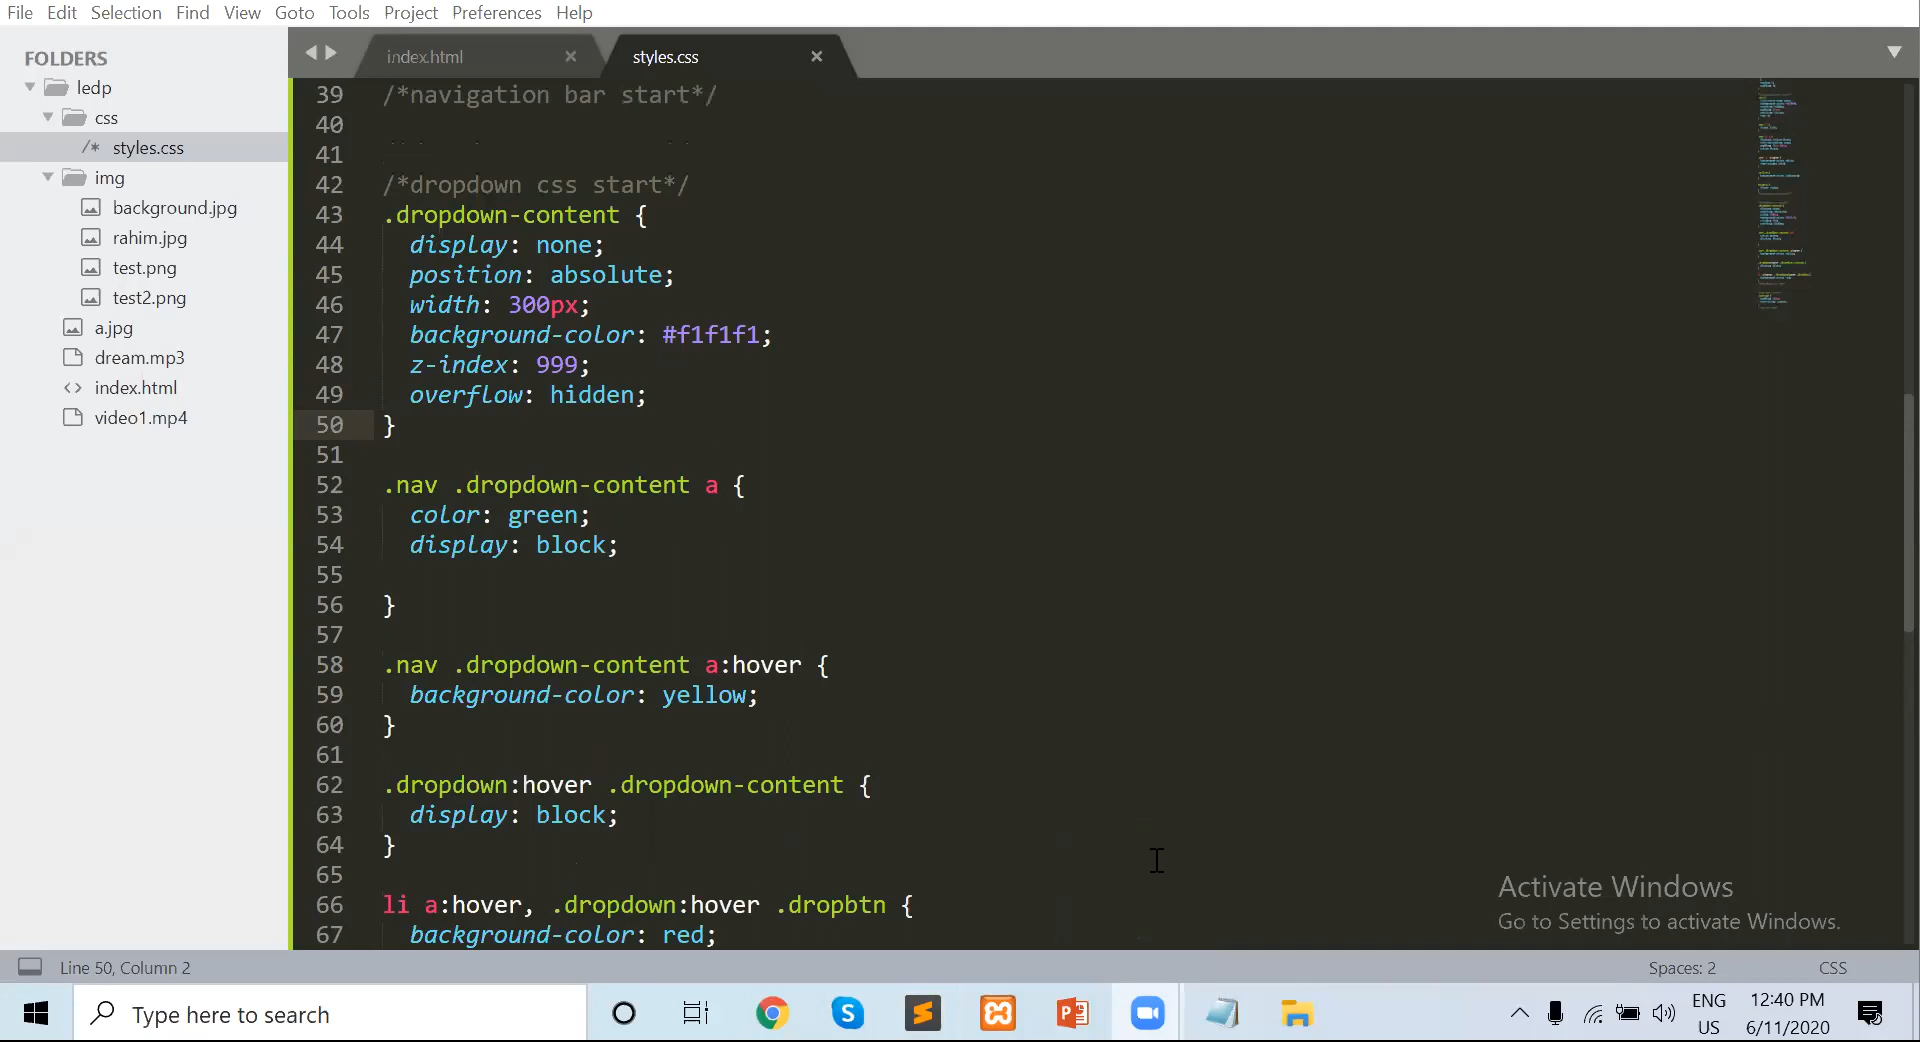 File Edit Selection Find View Goto Tools Project Preferences Help
FOLDERS
ledp
css
/* styles.css
img
background.jpg
rahim.jpg
test.png
test2.png
a.jpg
dream.mp3
<> index.html
video1.mp4
index.html × styles.css ×
39 /*navigation bar start*/
40
41
42 /*dropdown css start*/
43 .dropdown-content {
44 display: none;
45 position: absolute;
46 width: 300px;
47 background-color: #f1f1f1;
48 z-index: 999;
49 overflow: hidden;
50 }
51
52 .nav .dropdown-content a {
53 color: green;
54 display: block;
55
56 }
57
58 .nav .dropdown-content a:hover {
59 background-color: yellow;
60 }
61
62 .dropdown:hover .dropdown-content {
63 display: block;
64 }
65
66 li a:hover, .dropdown:hover .dropbtn {
67 background-color: red;
Activate Windows
Go to Settings to activate Windows.
Line 50, Column 2 Spaces: 2 CSS
Type here to search
ENG
US
12:40 PM
6/11/2020